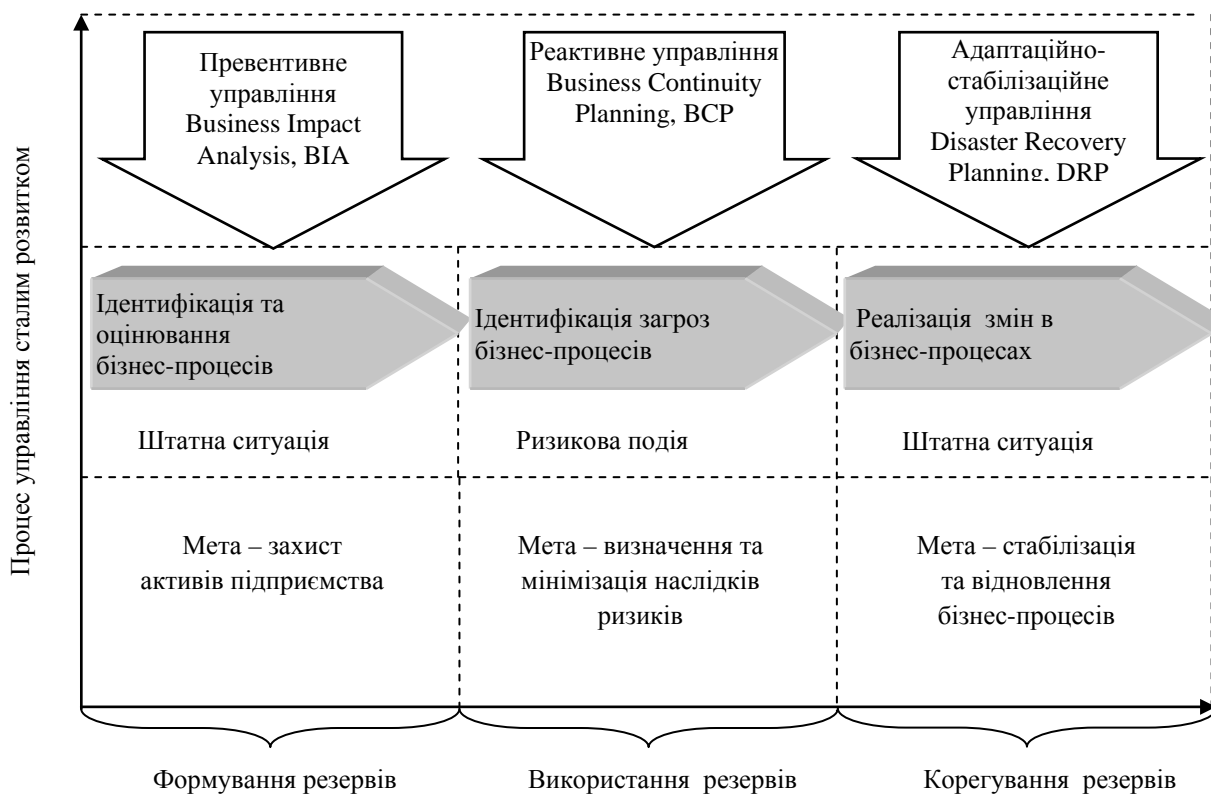 Процес управління сталим розвитком
Превентивне
управління
Business Impact
Analysis, BIA
Реактивне управління
Business Continuity
Planning, BCP
Адаптаційно-
стабілізаційне
управління
Disaster Recovery
Planning, DRP
Ідентифікація та
оцінювання
бізнес-процесів
Ідентифікація загроз
бізнес-процесів
Реалізація змін в
бізнес-процесах
Штатна ситуація
Ризикова подія
Штатна ситуація
Мета – захист
активів підприємства
Мета – визначення та
мінімізація наслідків
ризиків
Мета – стабілізація
та відновлення
бізнес-процесів
Формування резервів
Використання резервів
Корегування резервів